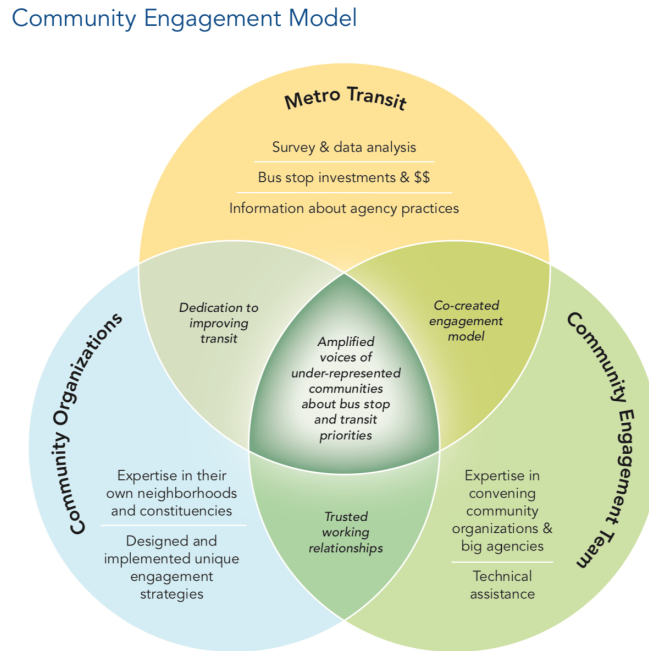 Community Engagement Model
Metro Transit
Survey & data analysis
Bus stop investments & $$
Information about agency practices
Dedication to
improving
transit
Co-created
engagement
model
Amplified
voices of
under-represented
communities
about bus stop
and transit
priorities
Community Organizations
Community Engagement Team
Expertise in their
own neighborhoods
and constituencies
Designed and
implemented unique
engagement
strategies
Trusted
working
relationships
Expertise in
convening
community
organizations &
big agencies
Technical
assistance